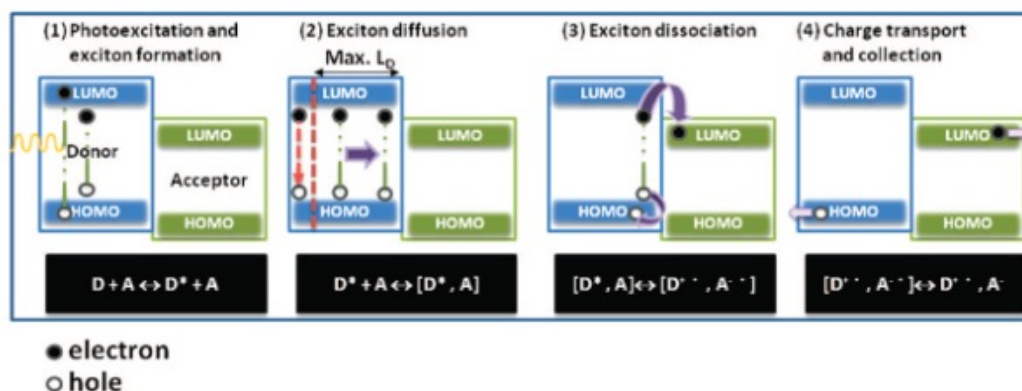 (1) Photoexcitation and
exciton formation
LUMO
Donor
HOMO
LUMO
Acceptor
HOMO
D + A ↔ D* + A
(2) Exciton diffusion
Max. L_D
LUMO
HOMO
LUMO
HOMO
D* + A ↔ [D*, A]
(3) Exciton dissociation
LUMO
HOMO
LUMO
HOMO
[D*, A] ↔ [D⁺˙, A⁻˙]
(4) Charge transport
and collection
LUMO
HOMO
LUMO
HOMO
[D⁺˙, A⁻˙] ↔ D⁺˙, A⁻
electron
hole